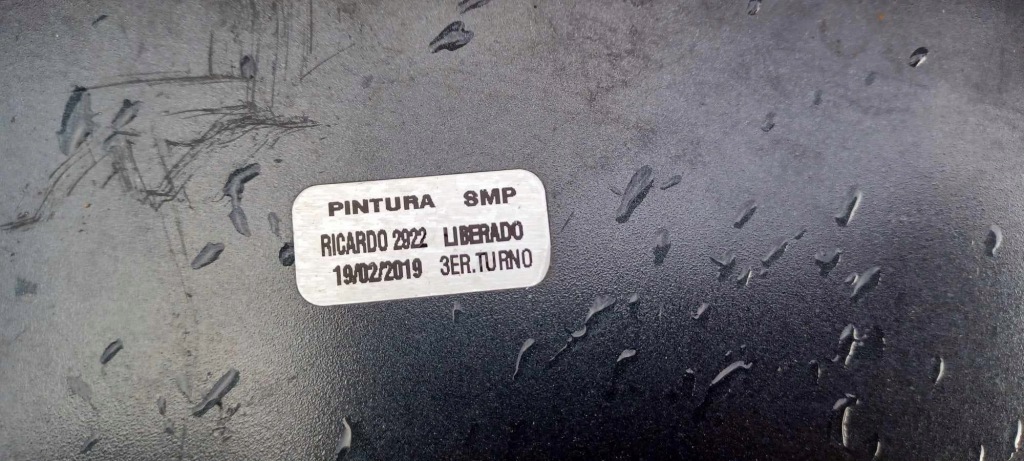 PINTURA SMP
RICARDO 2922 LIBERADO
19/02/2019 3ER.TURNO